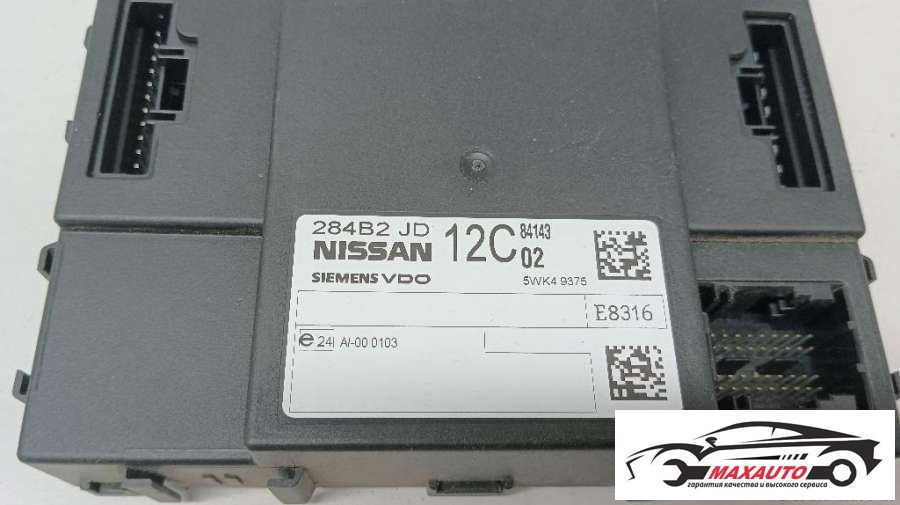 284B2 JD
NISSAN 12C 84143
02
SIEMENS VDO 5WK4 9375
E8316
e 24 AI-00 0103
MAXAUTO
гарантия качества и высокого сервиса